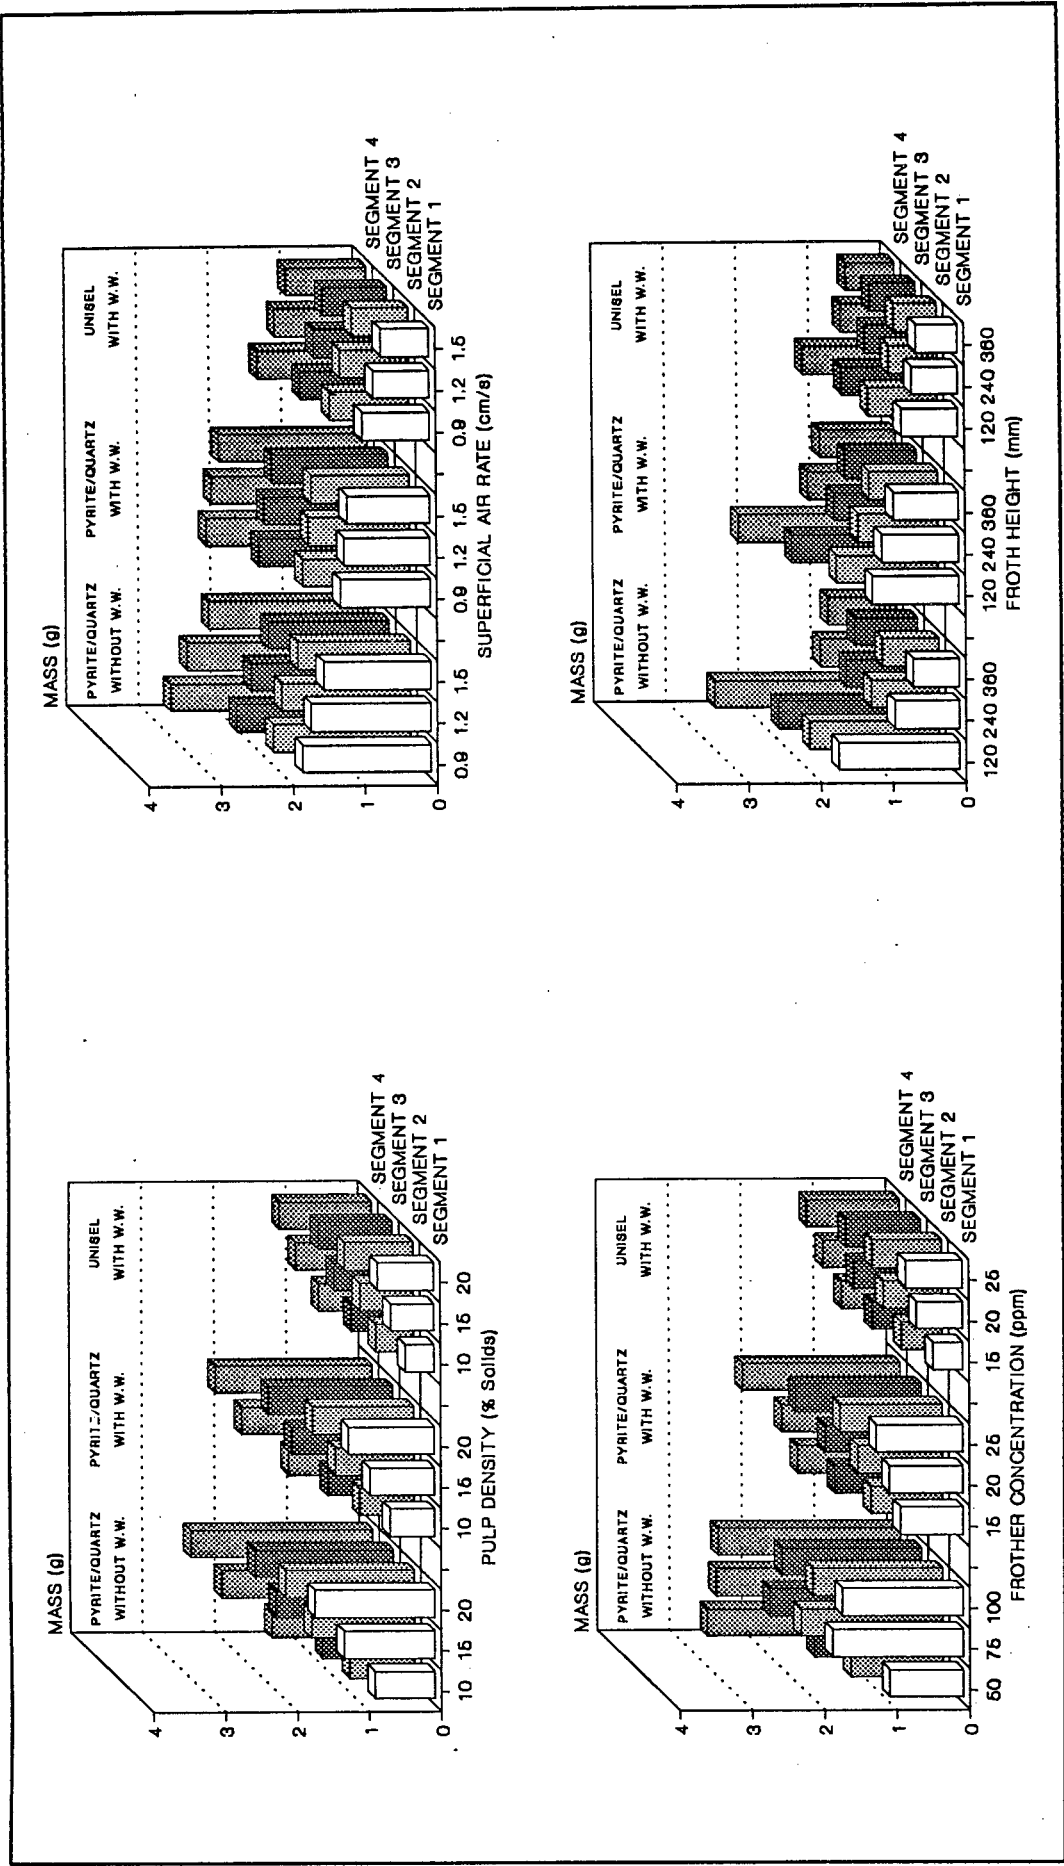 MASS (g)
PYRITE/QUARTZ PYRITE/QUARTZ UNISEL
WITHOUT W.W. WITH W.W. WITH W.W.
4
3
2
1
0
10 15 20 10 15 20 10 15 20
PULP DENSITY (% Solids)
SEGMENT 4
SEGMENT 3
SEGMENT 2
SEGMENT 1
MASS (g)
PYRITE/QUARTZ PYRITE/QUARTZ UNISEL
WITHOUT W.W. WITH W.W. WITH W.W.
4
3
2
1
0
0.9 1.2 1.5 0.9 1.2 1.5 0.9 1.2 1.5
SUPERFICIAL AIR RATE (cm/s)
SEGMENT 4
SEGMENT 3
SEGMENT 2
SEGMENT 1
MASS (g)
PYRITE/QUARTZ PYRITE/QUARTZ UNISEL
WITHOUT W.W. WITH W.W. WITH W.W.
4
3
2
1
0
50 75 100 15 20 25 15 20 25
FROTHER CONCENTRATION (ppm)
SEGMENT 4
SEGMENT 3
SEGMENT 2
SEGMENT 1
MASS (g)
PYRITE/QUARTZ PYRITE/QUARTZ UNISEL
WITHOUT W.W. WITH W.W. WITH W.W.
4
3
2
1
0
120 240 360 120 240 360 120 240 360
FROTH HEIGHT (mm)
SEGMENT 4
SEGMENT 3
SEGMENT 2
SEGMENT 1